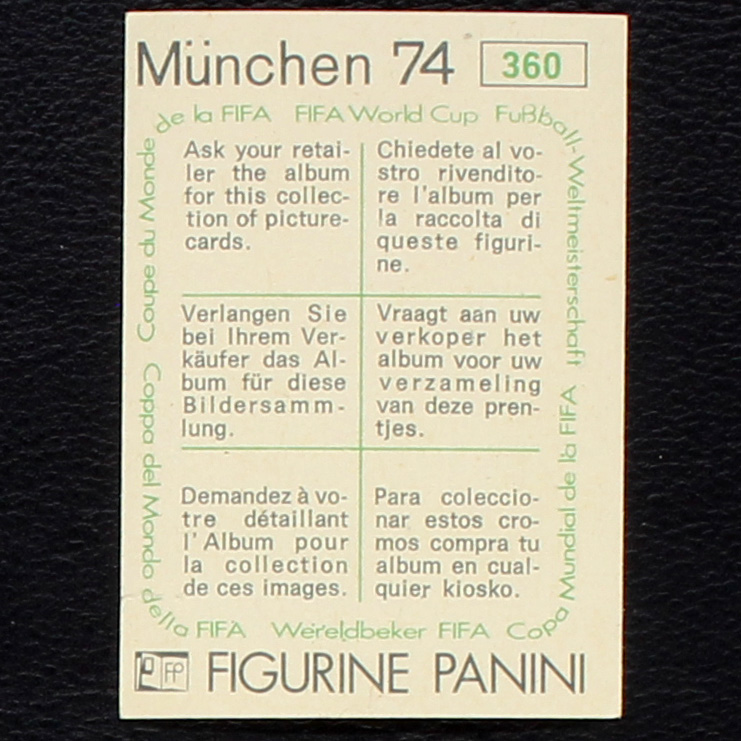 München 74 360
de la FIFA FIFA World Cup Fußball-Weltmeisterschaft
Coupe du Monde
Ask your retai-
ler the album
for this collec-
tion of picture-
cards.
Chiedete al vo-
stro rivendito-
re l'album per
la raccolta di
queste figuri-
ne.
Verlangen Sie
bei Ihrem Ver-
käufer das Al-
bum für diese
Bildersamm-
lung.
Vraagt aan uw
verkoper het
album voor uw
verzameling
van deze pren-
tjes.
Demandez à vo-
tre détaillant
l'Album pour
la collection
de ces images.
Para coleccio-
nar estos cro-
mos compra tu
album en cual-
quier kiosko.
Coppa del Mondo della FIFA Wereldbeker FIFA Copa Mundial de la FIFA
FP FIGURINE PANINI